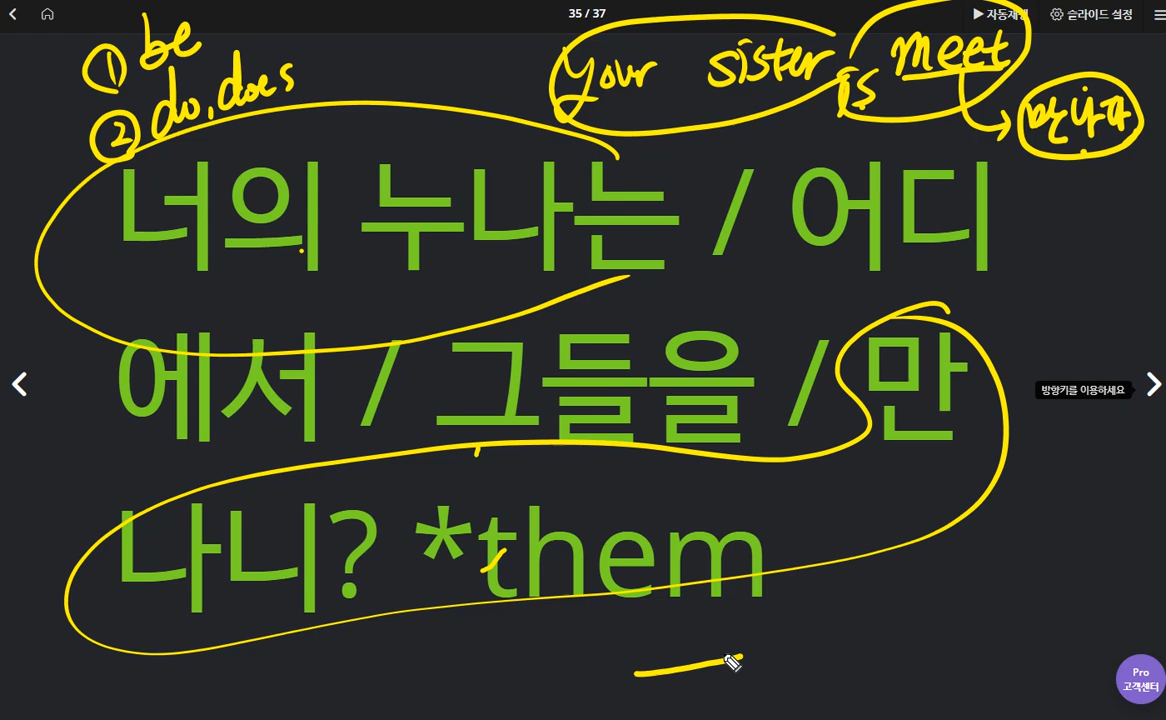 35 / 37
▶ 자동재생
슬라이드 설정
① be
② do, does
Your sister is meet
만나다
너의 누나는 / 어디
에서 / 그들을 / 만
나니? *them
방향키를 이용하세요
Pro
고객센터